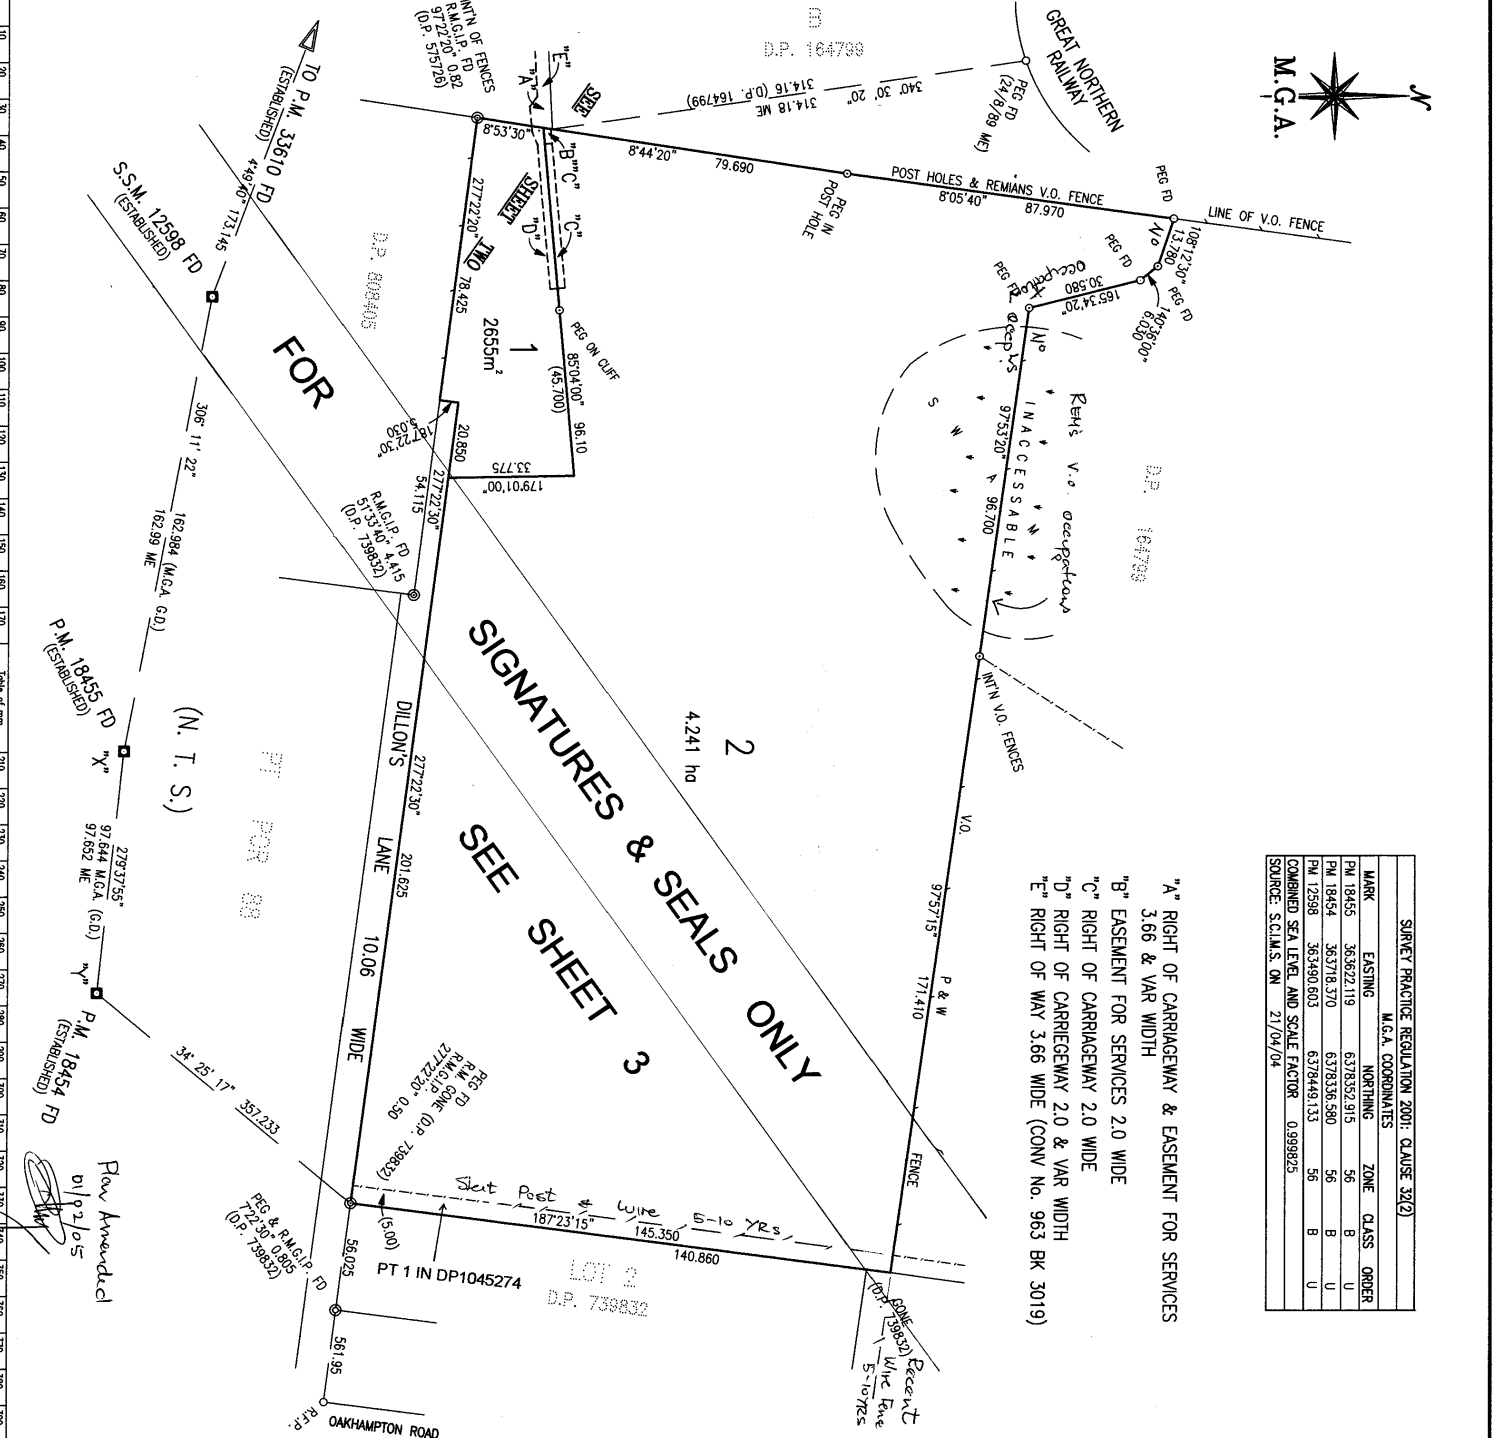 N
M.G.A.
SURVEY PRACTICE REGULATION 2001: CLAUSE 32(2)
M.G.A. COORDINATES
MARK EASTING NORTHING ZONE CLASS ORDER
PM 18455 363622.119 6378352.915 56 B U
PM 18454 363718.370 6378336.580 56 B U
PM 12598 363490.603 6378449.133 56 B U
COMBINED SEA LEVEL AND SCALE FACTOR 0.999825
SOURCE: S.C.I.M.S. ON 21/04/04
"A" RIGHT OF CARRIAGEWAY & EASEMENT FOR SERVICES
3.66 & VAR WIDTH
"B" EASEMENT FOR SERVICES 2.0 WIDE
"C" RIGHT OF CARRIAGEWAY 2.0 WIDE
"D" RIGHT OF CARRIEGEWAY 2.0 & VAR WIDTH
"E" RIGHT OF WAY 3.66 WIDE (CONV No. 963 BK 3019)
GREAT NORTHERN
RAILWAY
PEG FD
(24/8/89 ME)
B
D.P. 164799
340° 30' 20"
314.16 (D.P. 164799)
314.18 ME
INT'N OF FENCES
R.M.G.I.P. FD
97°22'20" 0.82
(D.P. 575726)
"E"
"A"
SEE
SHEET
TWO
"B"
"C"
"C"
"D"
8°53'30"
8°44'20" 79.690
PEG IN
POST HOLE
POST HOLES & REMIANS V.O. FENCE
8°05'40" 87.970
PEG FD
LINE OF V.O. FENCE
108°12'30"
13.780
No
PEG FD
PEG FD
140°36'00"
6.030
165°34'20"
30.580
occupation
PEG FD
No
occp'ns
INACCESSABLE
SWAMP
97°53'20" 96.700
REM'S V.O. occupations
D.P. 164799
INT'N V.O. FENCES
V.O.
P & W
FENCE
97°57'15" 171.410
TO P.M. 33610 FD
(ESTABLISHED)
4°49'40" 173.145
S.S.M. 12598 FD
(ESTABLISHED)
D.P. 808405
277°22'20" 78.425
1
2655m²
PEG ON CLIFF
85°04'00" 96.10
(45.700)
179°01'00"
33.775
20.850
187°22'30"
5.030
277°22'30"
54.115
R.M.G.I.P. FD
51°33'40" 4.415
(D.P. 739832)
FOR
SIGNATURES & SEALS ONLY
SEE SHEET 3
2
4.241 ha
306° 11' 22"
162.984 (M.G.A. G.D.)
162.99 ME
P.M. 18455 FD
(ESTABLISHED)
"X"
(N. T. S.)
PT POR 88
279°37'55"
97.644 M.G.A. (G.D.)
97.652 ME
"Y"
P.M. 18454 FD
(ESTABLISHED)
34° 25' 17" 357.233
DILLON'S LANE 10.06 WIDE
277°22'30" 201.625
PEG FD
R.M. GONE (D.P. 739832)
R.M.G.I.P.
277°22'20" 0.50
Post & Wire 5-10 YRS
187°23'15" 145.350
140.860
(5.00)
PT 1 IN DP1045274
LOT 2
D.P. 739832
PEG & R.M.G.I.P. FD
7°22'30" 0.805
(D.P. 739832)
56.025
561.95
R.F.P.
OAKHAMPTON ROAD
GONE
(D.P. 739832)
Recent
Wire Fence
5-10 YRS
Plan Amended
01/02/05
Table of mm